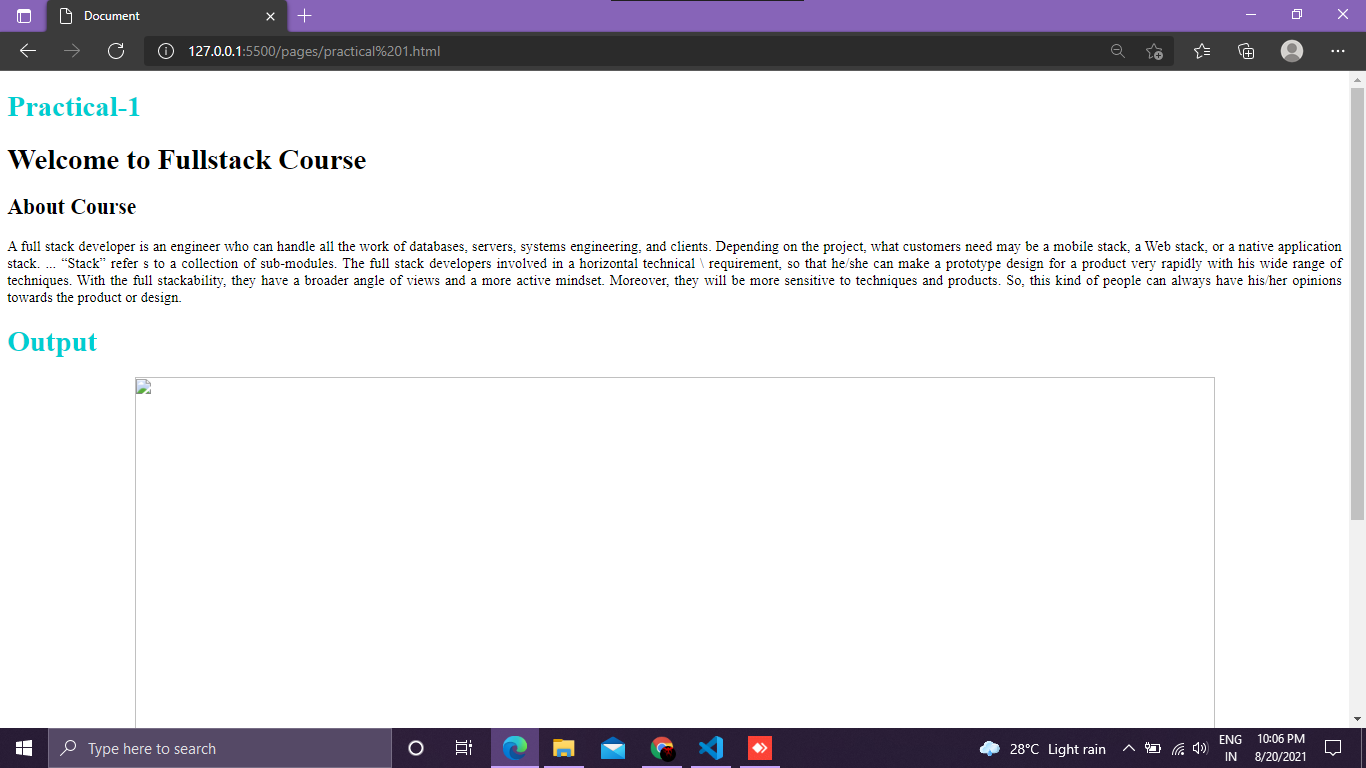 Document
127.0.0.1:5500/pages/practical%201.html
Practical-1
Welcome to Fullstack Course
About Course
A full stack developer is an engineer who can handle all the work of databases, servers, systems engineering, and clients. Depending on the project, what customers need may be a mobile stack, a Web stack, or a native application
stack. ... “Stack” refer s to a collection of sub-modules. The full stack developers involved in a horizontal technical \ requirement, so that he/she can make a prototype design for a product very rapidly with his wide range of
techniques. With the full stackability, they have a broader angle of views and a more active mindset. Moreover, they will be more sensitive to techniques and products. So, this kind of people can always have his/her opinions
towards the product or design.
Output
Type here to search
28°C Light rain
ENG
IN
10:06 PM
8/20/2021